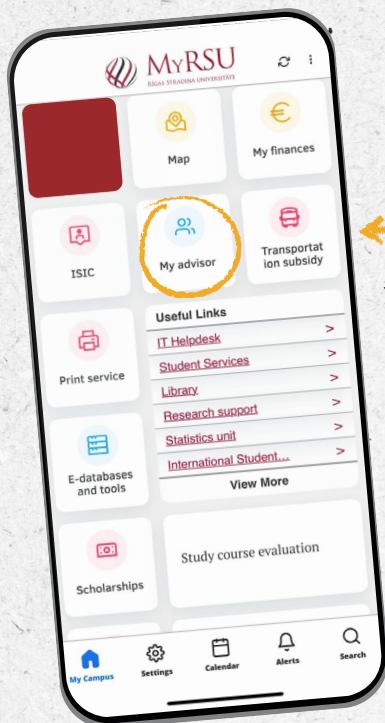 MYRSU
RĪGAS STRADIŅA UNIVERSITĀTE
Map
My finances
ISIC
My advisor
Transportat
ion subsidy
Print service
Useful Links
IT Helpdesk >
Student Services >
Library >
Research support >
Statistics unit >
International Student... >
View More
E-databases
and tools
Scholarships
Study course evaluation
My Campus
Settings
Calendar
Alerts
Search